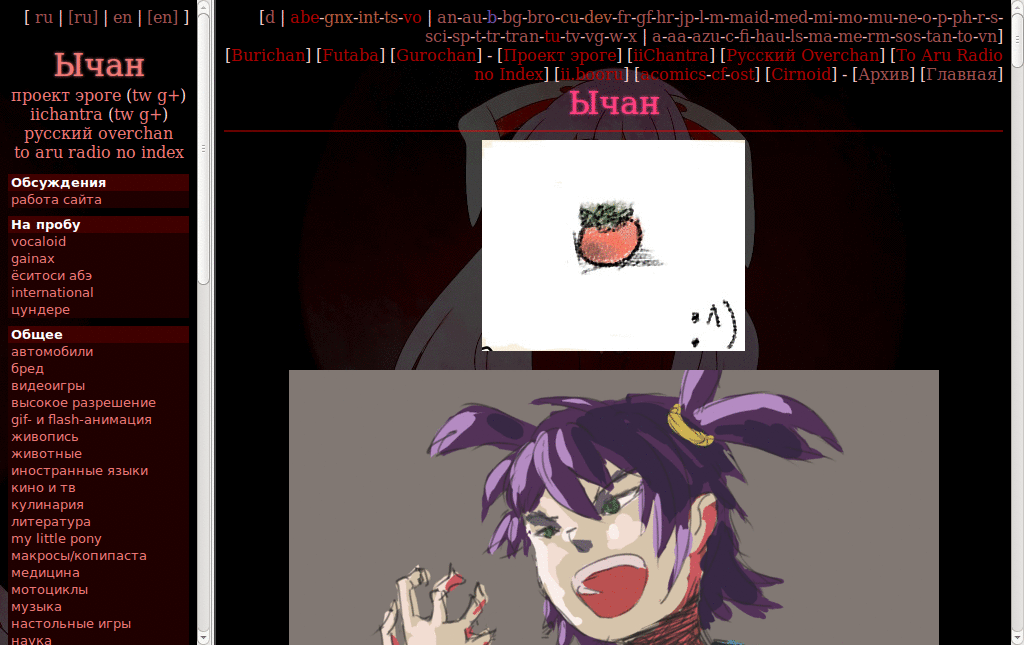 [ ru | [ru] | en | [en] ]
Ычан
проект эроге (tw g+)
iichantra (tw g+)
русский overchan
to aru radio no index
Обсуждения
работа сайта
На пробу
vocaloid
gainax
ёситоси абэ
international
цундере
Общее
автомобили
бред
видеоигры
высокое разрешение
gif- и flash-анимация
живопись
животные
иностранные языки
кино и тв
кулинария
литература
my little pony
макросы/копипаста
медицина
мотоциклы
музыка
настольные игры
наука
[d | abe-gnx-int-ts-vo | an-au-b-bg-bro-cu-dev-fr-gf-hr-jp-l-m-maid-med-mi-mo-mu-ne-o-p-ph-r-s-
sci-sp-t-tr-tran-tu-tv-vg-w-x | a-aa-azu-c-fi-hau-ls-ma-me-rm-sos-tan-to-vn]
[Burichan] [Futaba] [Gurochan] - [Проект эроге] [iiChantra] [Русский Overchan] [To Aru Radio
no Index] [ii.booru] [acomics-cf-ost] [Cirnoid] - [Архив] [Главная]
Ычан
:^)